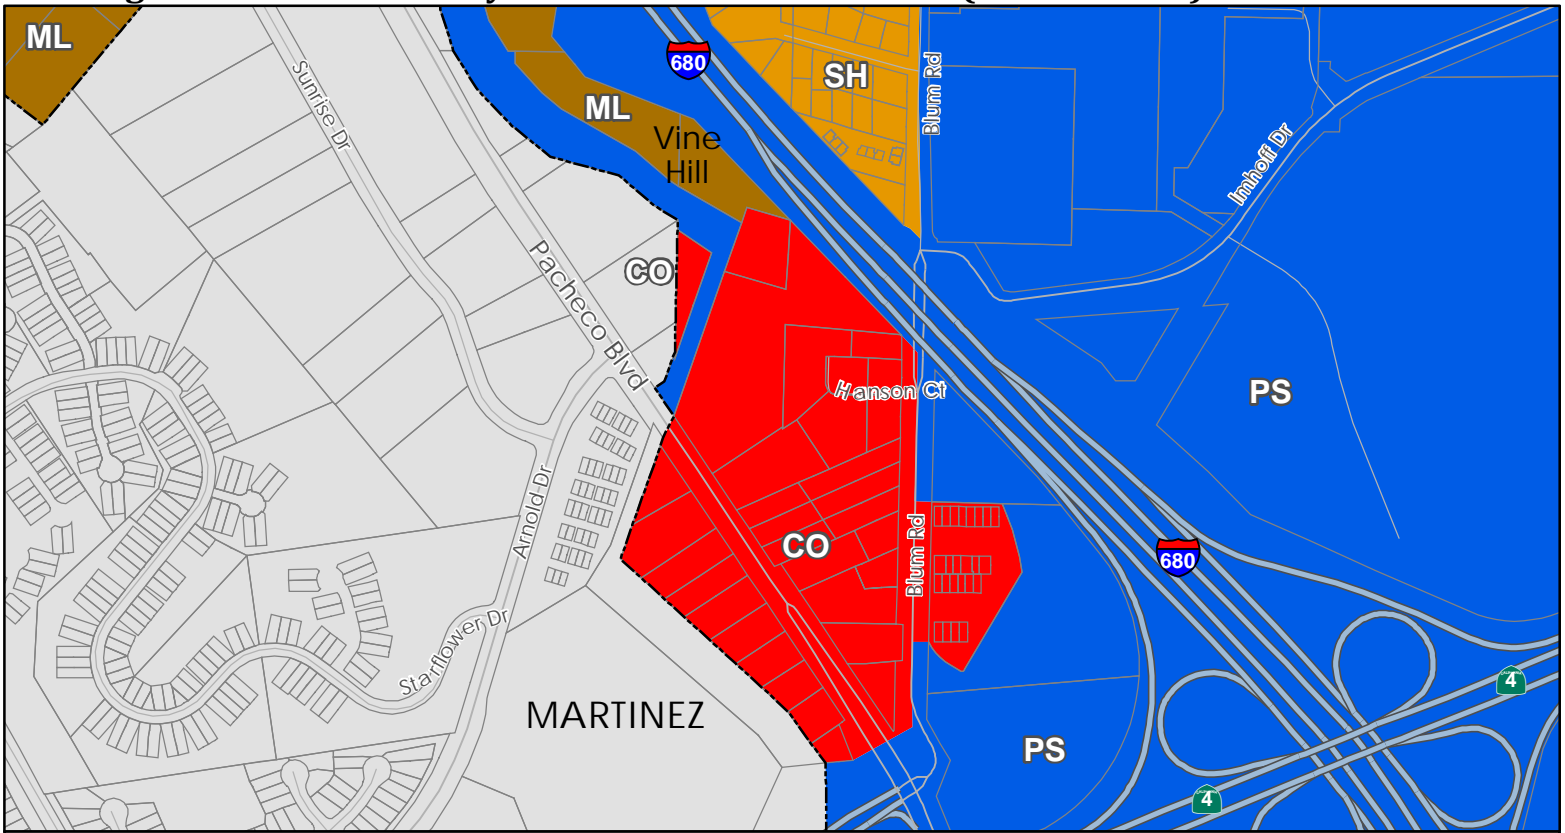 ML
680
SH
Blum Rd
Sunrise Dr
ML
Vine
Hill
Imhoff Dr
Pacheco Blvd
CO
Hanson Ct
PS
Arnold Dr
CO
Blum Rd
680
Starflower Dr
4
MARTINEZ
PS
4